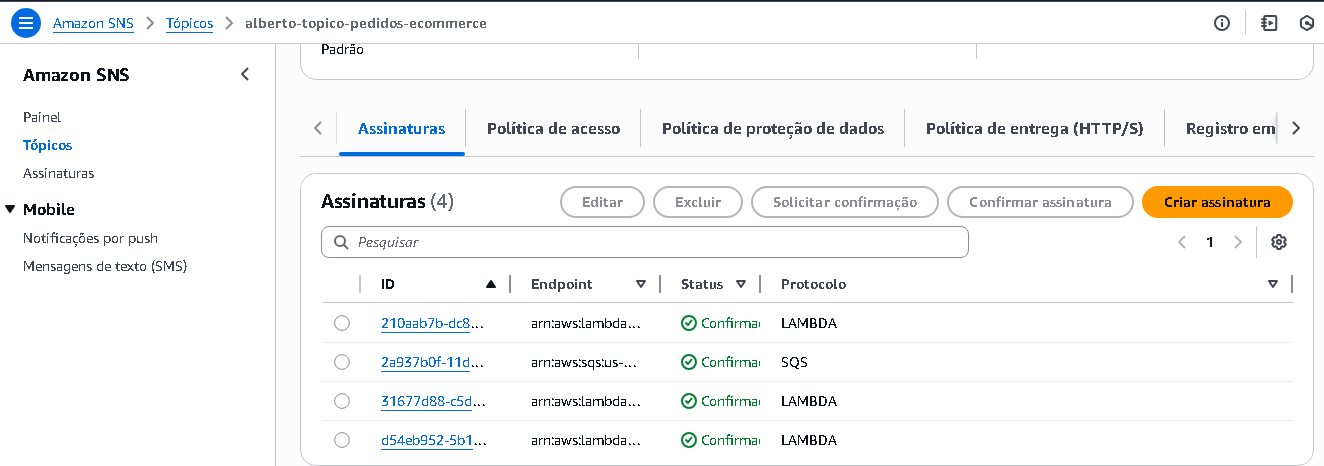 Amazon SNS > Tópicos > alberto-topico-pedidos-ecommerce
Amazon SNS
Painel
Tópicos
Assinaturas
Mobile
Notificações por push
Mensagens de texto (SMS)
Padrão
Assinaturas Política de acesso Política de proteção de dados Política de entrega (HTTP/S) Registro em
Assinaturas (4) Editar Excluir Solicitar confirmação Confirmar assinatura Criar assinatura
Pesquisar 1
ID Endpoint Status Protocolo
210aab7b-dc8... arn:aws:lambda... Confirma LAMBDA
2a937b0f-11d... arn:aws:sqs:us-... Confirma SQS
31677d88-c5d... arn:aws:lambda... Confirma LAMBDA
d54eb952-5b1... arn:aws:lambda... Confirma LAMBDA